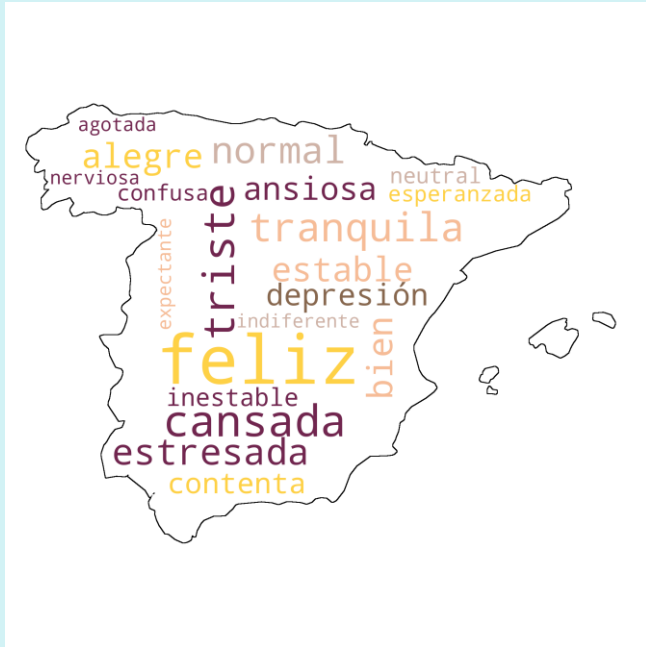 agotada
alegre
normal
nerviosa
neutral
confusa
ansiosa
esperanzada
triste
tranquila
expectante
estable
depresión
indiferente
feliz
bien
inestable
cansada
estresada
contenta